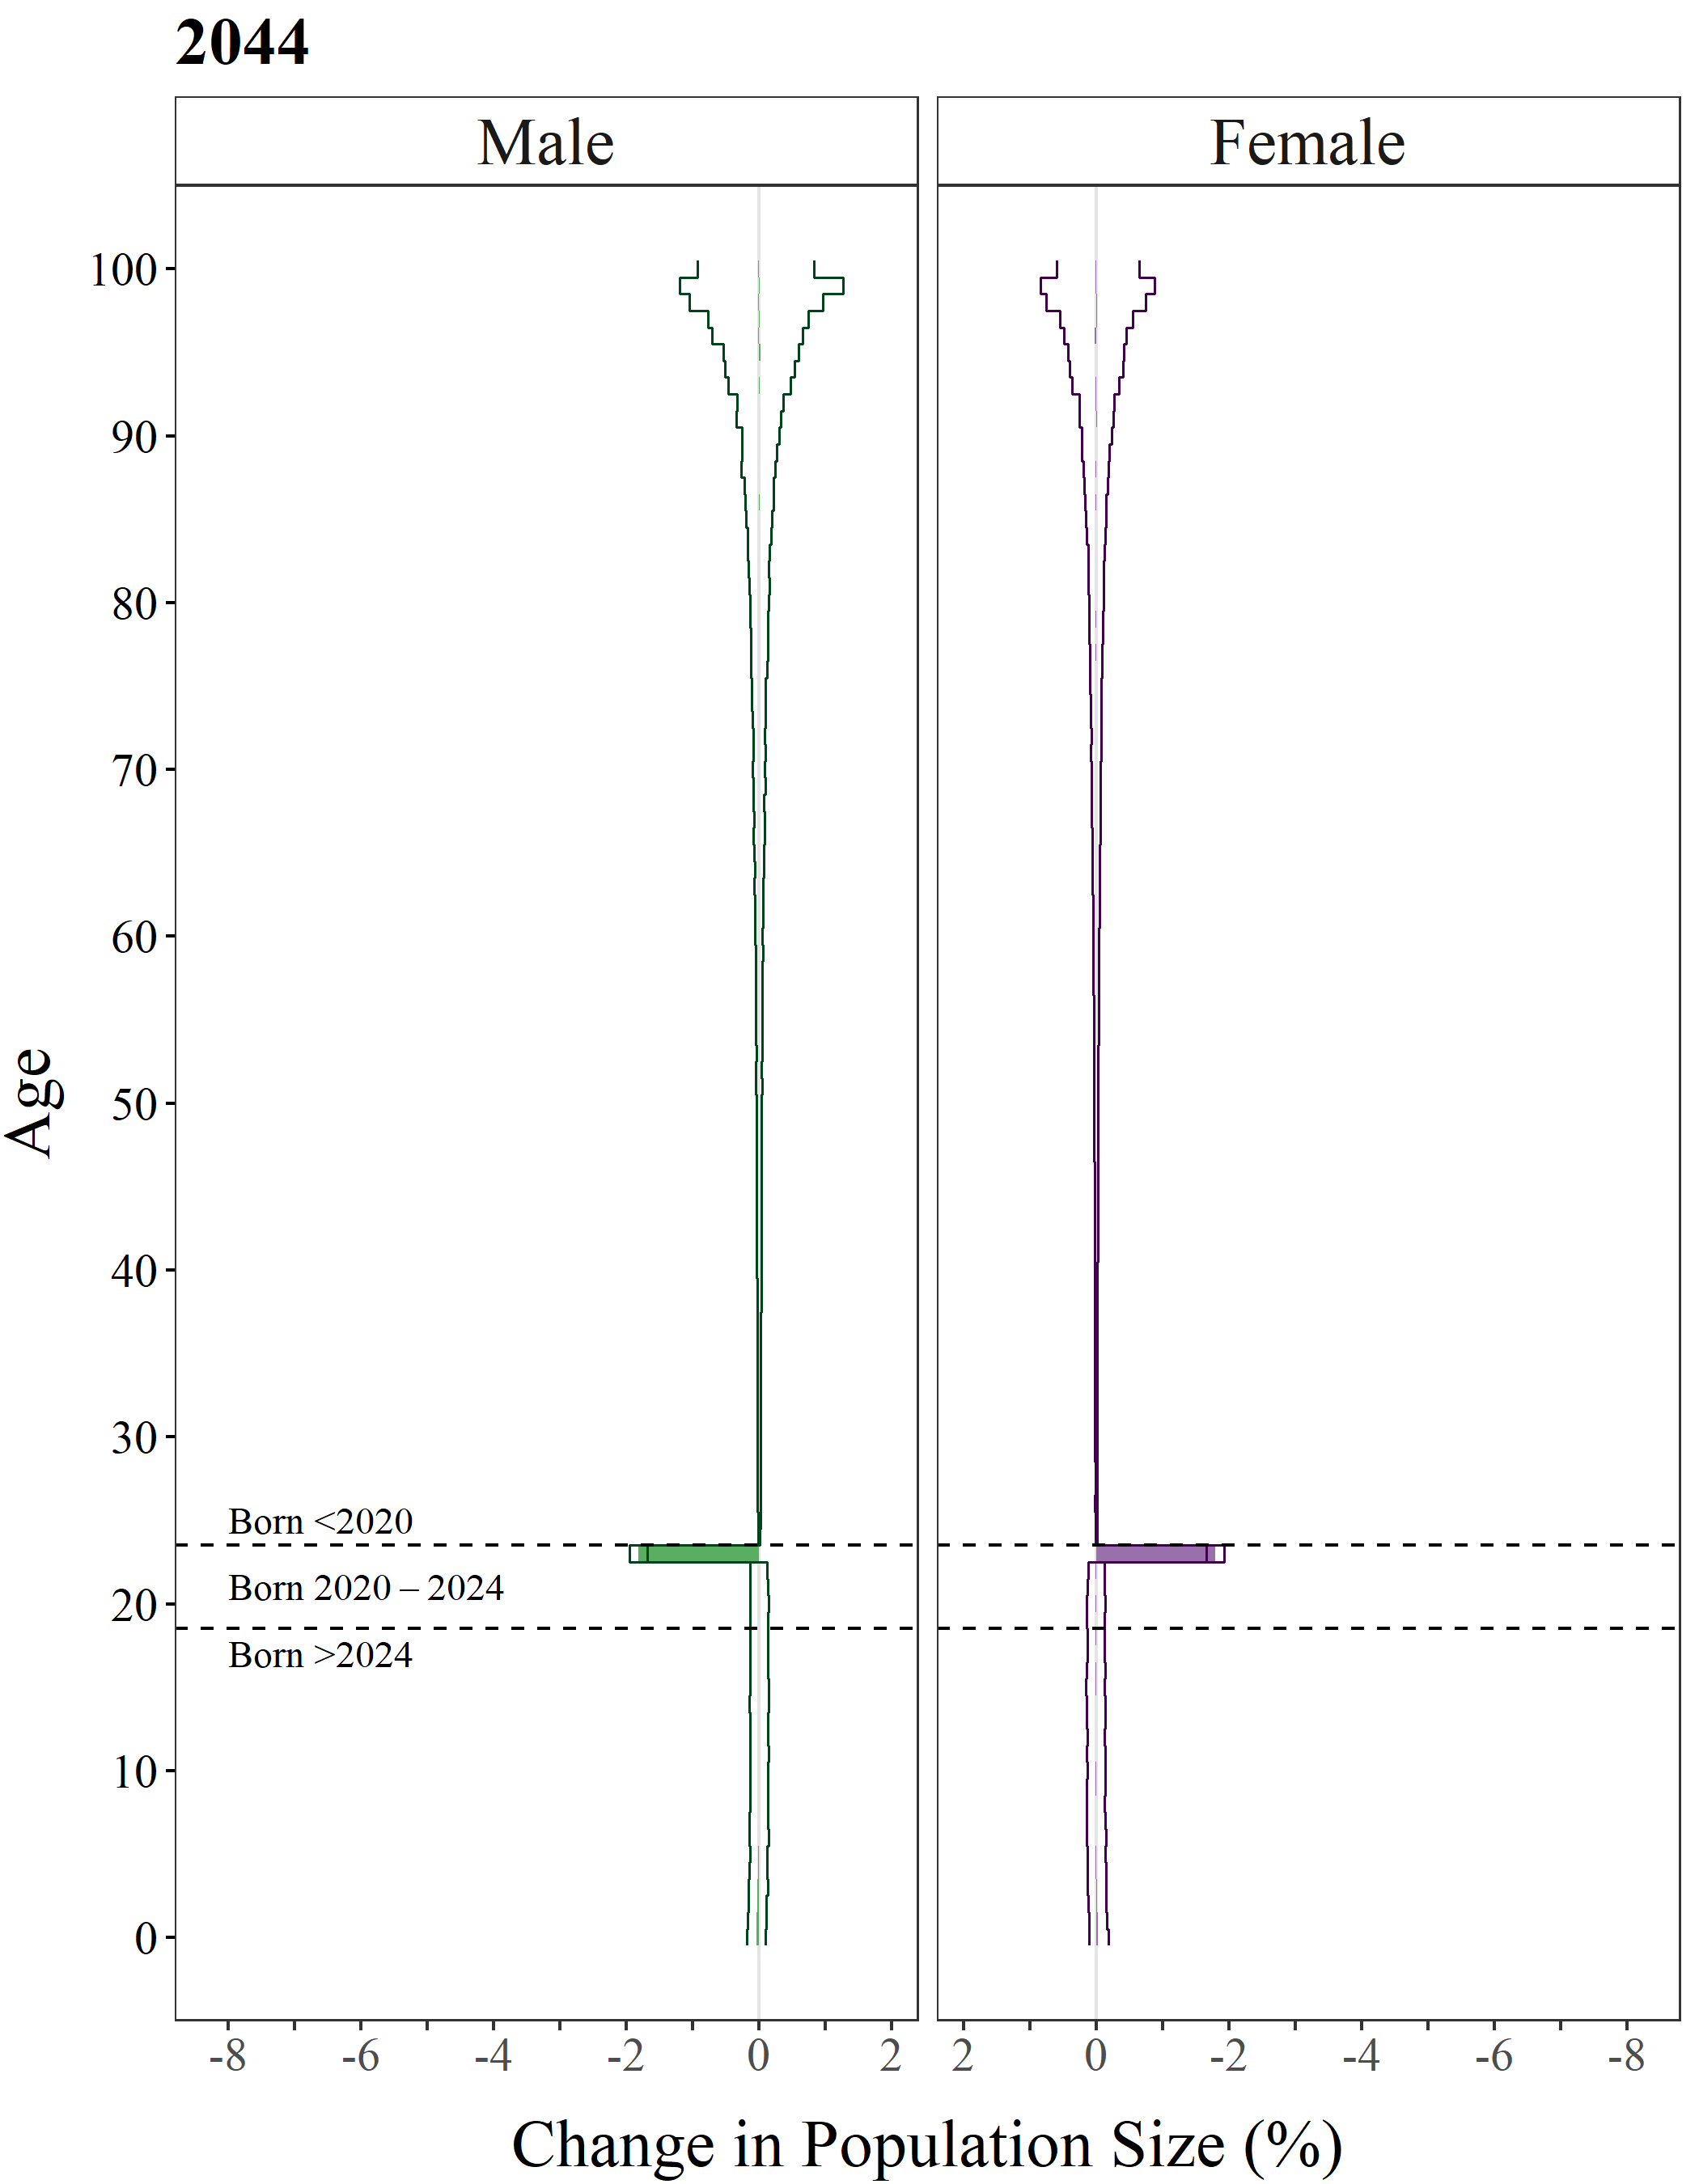 2044
Male Female
100
90
80
70
60
50
40
30
20
10
0
Age
Born <2020
Born 2020 – 2024
Born >2024
-8 -6 -4 -2 0 2 2 0 -2 -4 -6 -8
Change in Population Size (%)